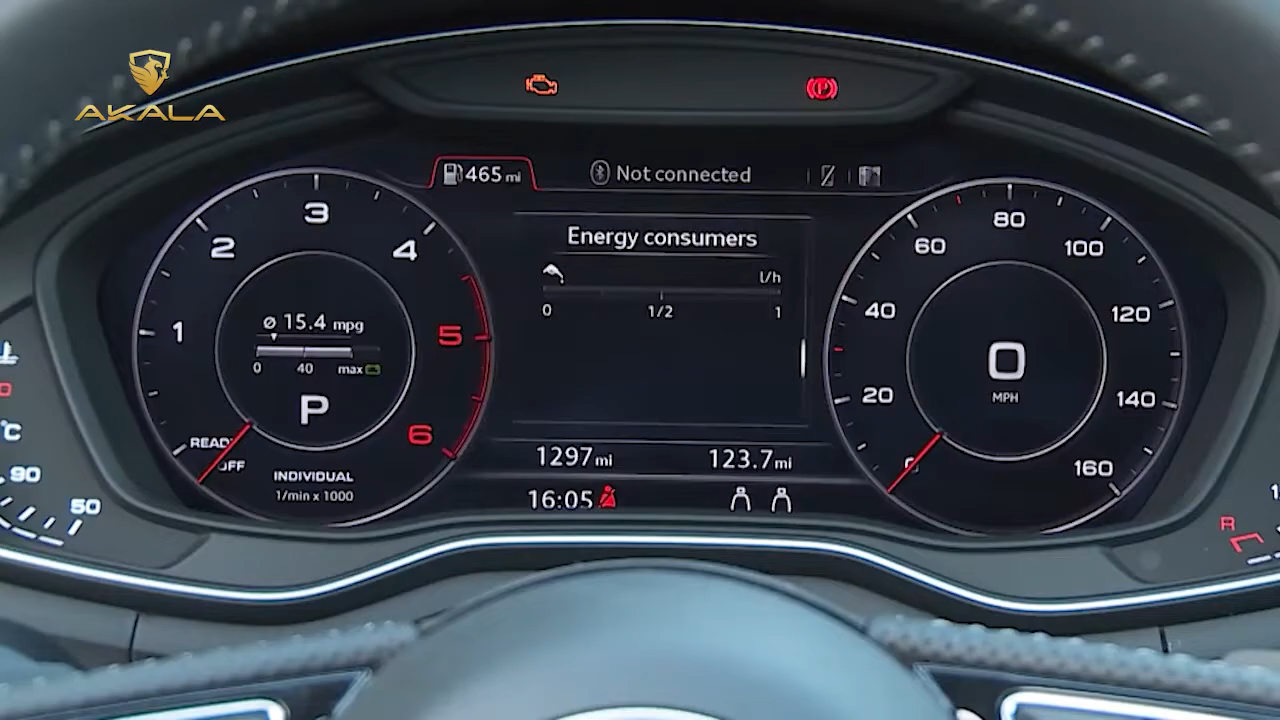 AKALA
465 mi
Not connected
Energy consumers
l/h
0 1/2 1
1297 mi
123.7 mi
16:05
1
2
3
4
5
6
Ø 15.4 mpg
0 40 max
P
READY
OFF
INDIVIDUAL
1/min x 1000
0
20
40
60
80
100
120
140
160
0
MPH
°C
90
50
R